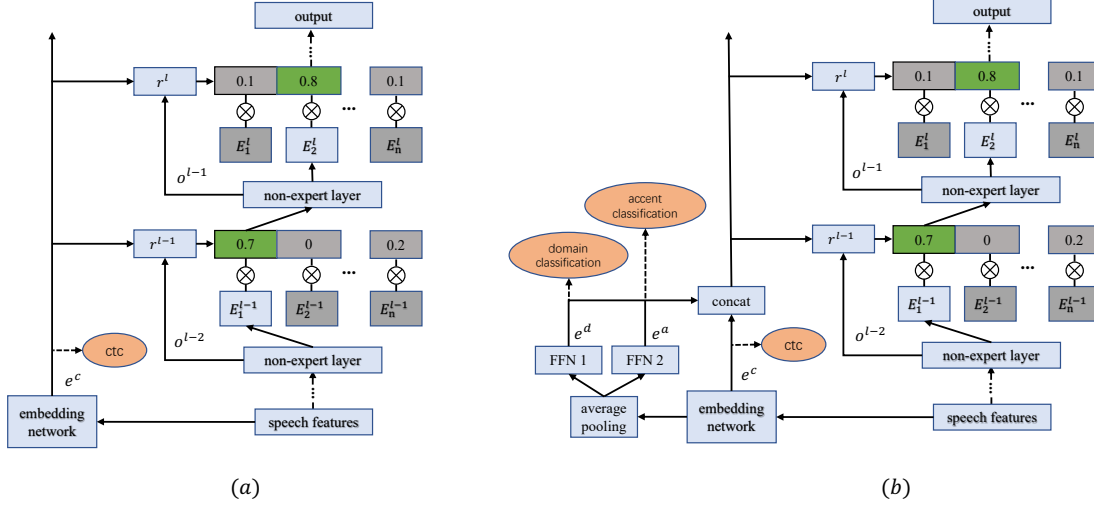 output
r^l
0.1
0.8
0.1
...
E_1^l
E_2^l
E_n^l
o^{l-1}
non-expert layer
r^{l-1}
0.7
0
0.2
...
E_1^{l-1}
E_2^{l-1}
E_n^{l-1}
o^{l-2}
ctc
non-expert layer
e^c
embedding
network
speech features
(a)
output
r^l
0.1
0.8
0.1
...
E_1^l
E_2^l
E_n^l
o^{l-1}
non-expert layer
accent
classification
r^{l-1}
0.7
0
0.2
domain
classification
...
E_1^{l-1}
E_2^{l-1}
E_n^{l-1}
concat
e^d
e^a
o^{l-2}
ctc
FFN 1
FFN 2
non-expert layer
e^c
average
pooling
embedding
network
speech features
(b)